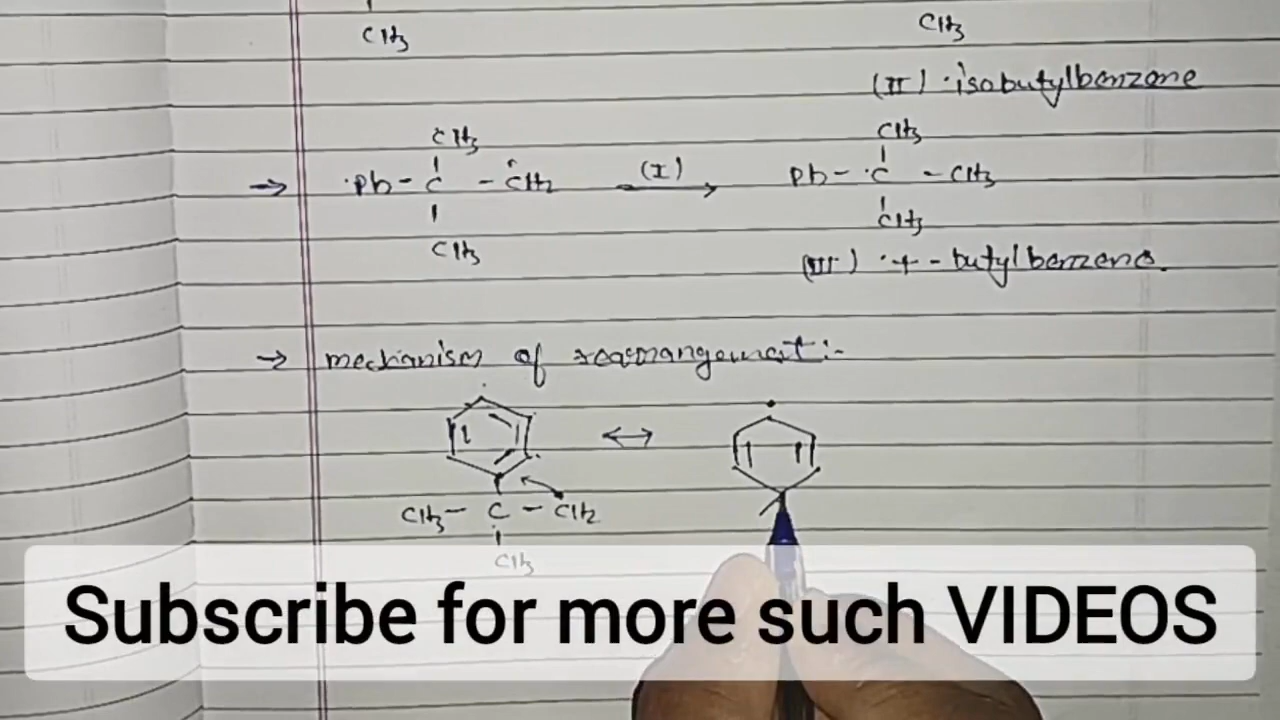 CH3 CH3
(II) isobutylbenzene
CH3 CH3
→ Ph - C - CH2 (I) → Ph - C - CH3
CH3 CH3
(III) t-butylbenzene.
→ mechanism of rearrangement :-
↔
CH3 - C - CH2
CH3
Subscribe for more such VIDEOS